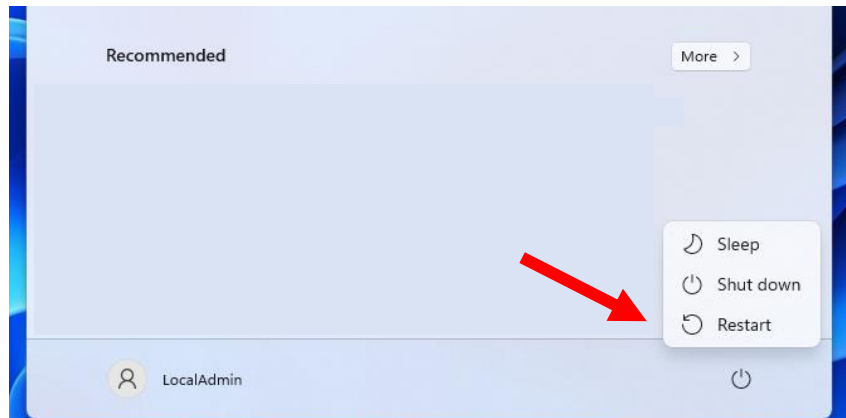 Recommended
More >
Sleep
Shut down
Restart
LocalAdmin